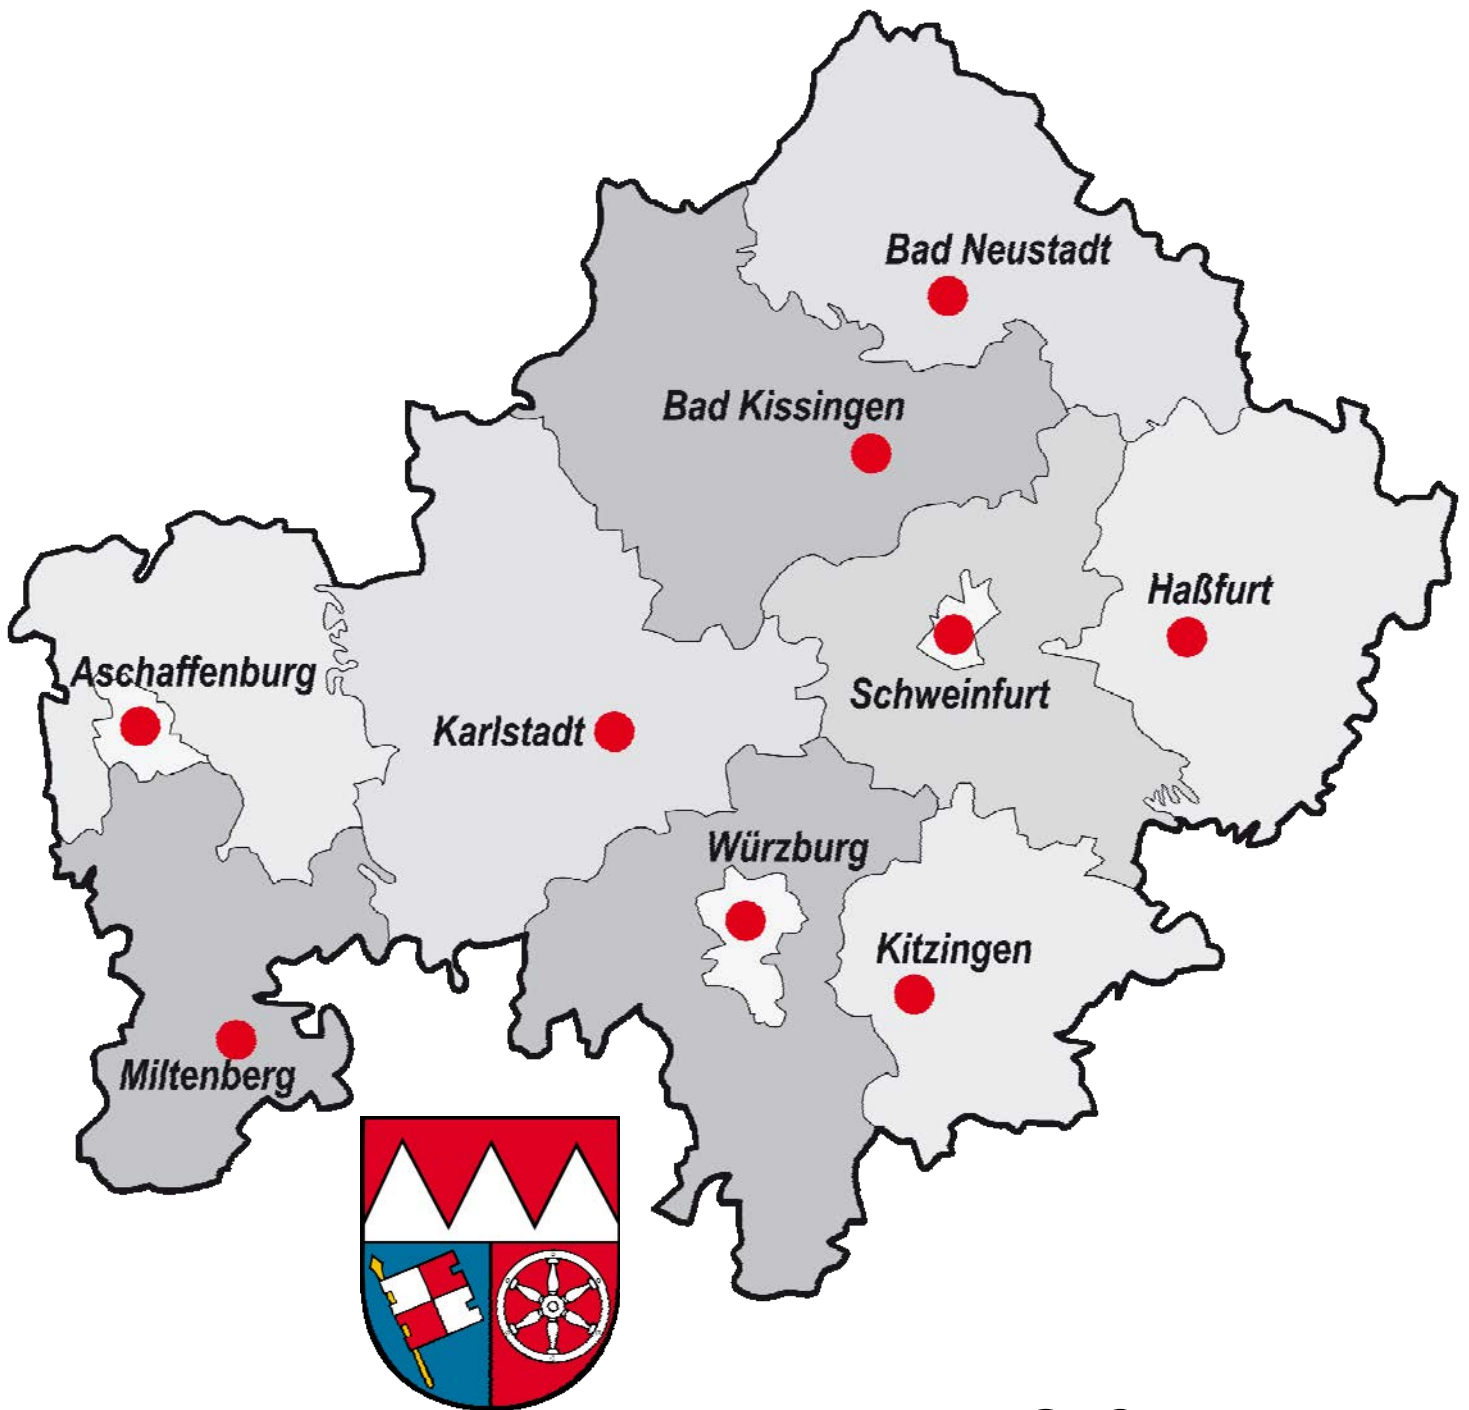 Bad Neustadt
Bad Kissingen
Haßfurt
Aschaffenburg
Schweinfurt
Karlstadt
Würzburg
Kitzingen
Miltenberg